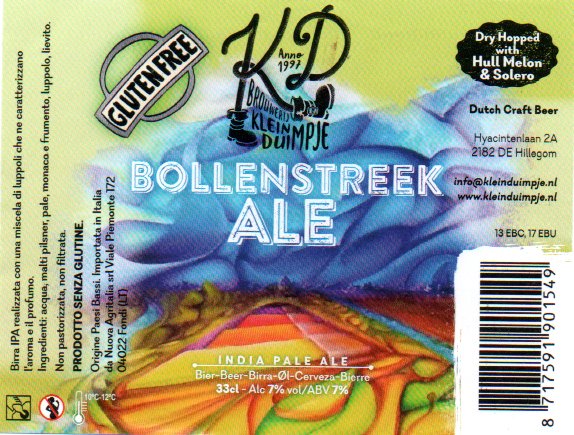 Birra IPA realizzata con una miscela di luppoli che ne caratterizzano
l'aroma e il profumo.
Ingredienti: acqua, malti pilsner, pale, monaco e frumento, luppolo, lievito.
Non pastorizzata, non filtrata.
PRODOTTO SENZA GLUTINE.
Origine Paesi Bassi. Importata in Italia
da Nuova Agritalia srl Viale Piemonte 172
04022 Fondi (LT)
10°C-12°C
GLUTEN FREE
KD
Anno
1997
BROUWERIJ
KLEIN
DUIMPJE
BOLLENSTREEK
ALE
INDIA PALE ALE
Bier-Beer-Birra-Øl-Cerveza-Bierre
33cl - Alc 7% vol/ABV 7%
Dry Hopped
with
Hull Melon
& Solero
Dutch Craft Beer
Hyacintenlaan 2A
2182 DE Hillegom
info@kleinduimpje.nl
www.kleinduimpje.nl
13 EBC, 17 EBU
8 717591 901549